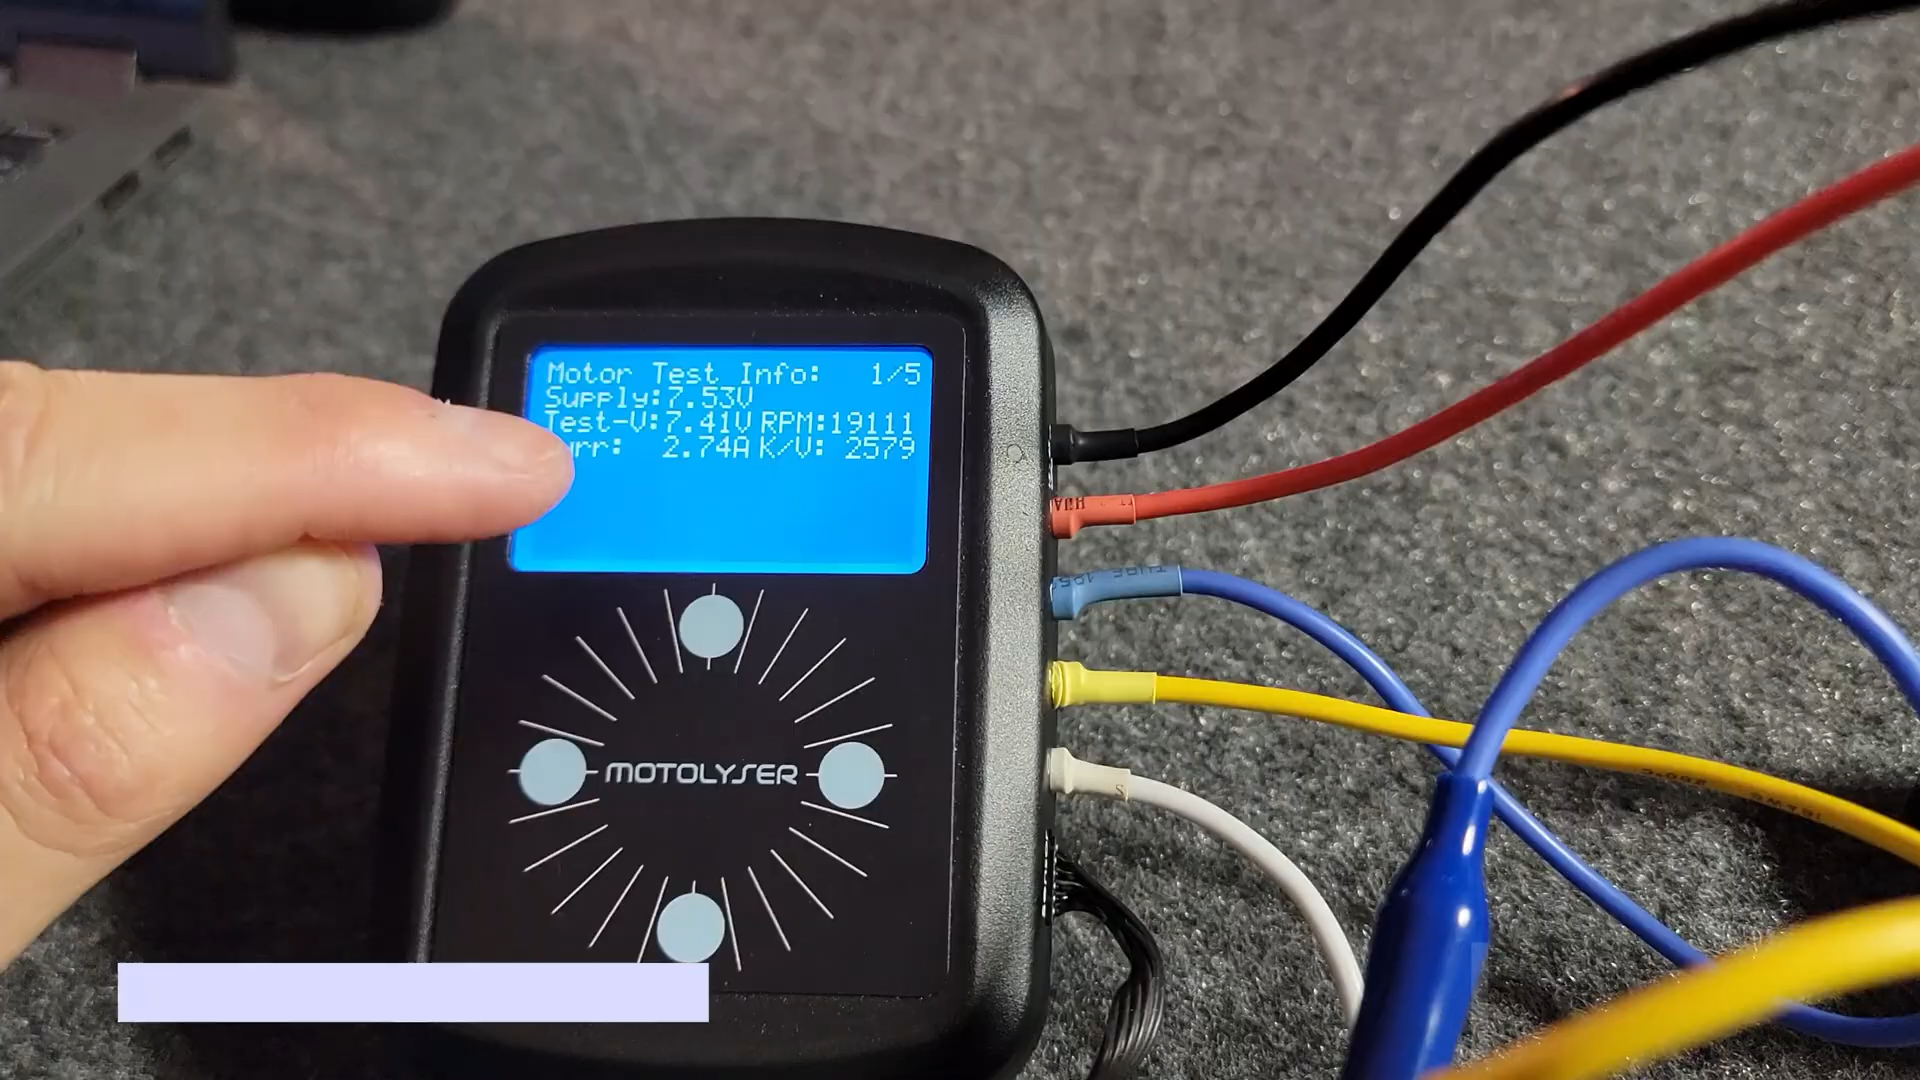 Motor Test Info: 1/5
Supply:7.53V
Test-V:7.41V RPM:19111
2.74A K/V: 2579
MOTOLYSER